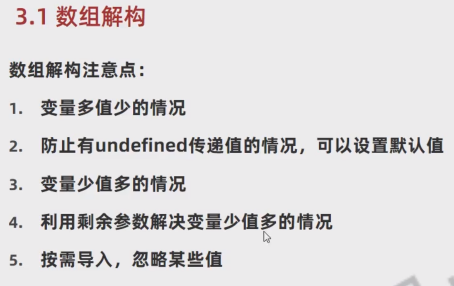 3.1 数组解构
数组解构注意点：
1. 变量多值少的情况
2. 防止有undefined传递值的情况，可以设置默认值
3. 变量少值多的情况
4. 利用剩余参数解决变量少值多的情况
5. 按需导入，忽略某些值